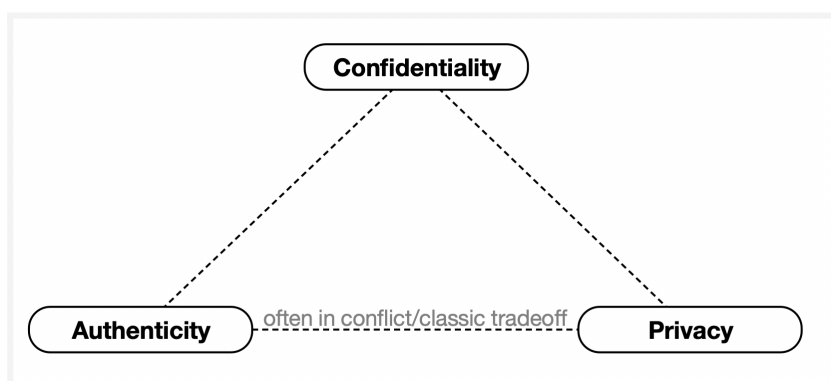 Confidentiality
often in conflict/classic tradeoff
Authenticity
Privacy